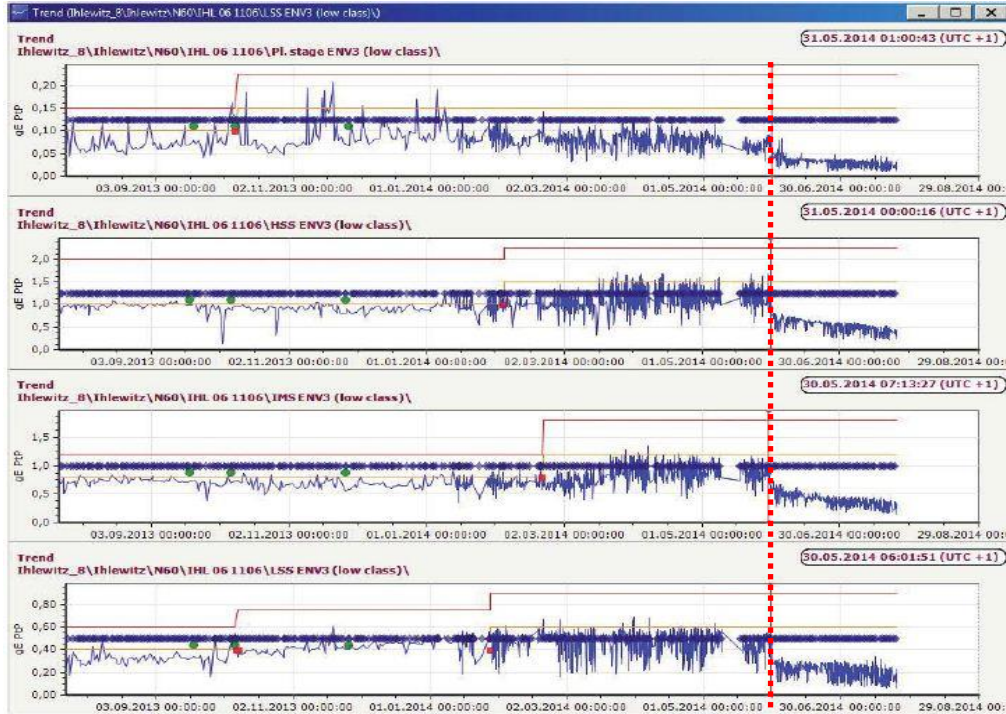 Trend (Ihlewitz_8\Ihlewitz\N60\IHL 06 1106\LSS ENV3 (low class)\)
Trend
31.05.2014 01:00:43 (UTC +1)
Ihlewitz_8\Ihlewitz\N60\IHL 06 1106\Pl. stage ENV3 (low class)\
gE PtP
0,20
0,15
0,10
0,05
0,00
03.09.2013 00:00:00 02.11.2013 00:00:00 01.01.2014 00:00:00 02.03.2014 00:00:00 01.05.2014 00:00:00 30.06.2014 00:00:00 29.08.2014 00:
Trend
31.05.2014 00:00:16 (UTC +1)
Ihlewitz_8\Ihlewitz\N60\IHL 06 1106\HSS ENV3 (low class)\
gE PtP
2,0
1,5
1,0
0,5
0,0
03.09.2013 00:00:00 02.11.2013 00:00:00 01.01.2014 00:00:00 02.03.2014 00:00:00 01.05.2014 00:00:00 30.06.2014 00:00:00 29.08.2014 00:0
Trend
30.05.2014 07:13:27 (UTC +1)
Ihlewitz_8\Ihlewitz\N60\IHL 06 1106\IMS ENV3 (low class)\
gE PtP
1,5
1,0
0,5
0,0
03.09.2013 00:00:00 02.11.2013 00:00:00 01.01.2014 00:00:00 02.03.2014 00:00:00 01.05.2014 00:00:00 30.06.2014 00:00:00 29.08.2014 00:0
Trend
30.05.2014 06:01:51 (UTC +1)
Ihlewitz_8\Ihlewitz\N60\IHL 06 1106\LSS ENV3 (low class)\
gE PtP
0,80
0,60
0,40
0,20
0,00
03.09.2013 00:00:00 02.11.2013 00:00:00 01.01.2014 00:00:00 02.03.2014 00:00:00 01.05.2014 00:00:00 30.06.2014 00:00:00 29.08.2014 00: